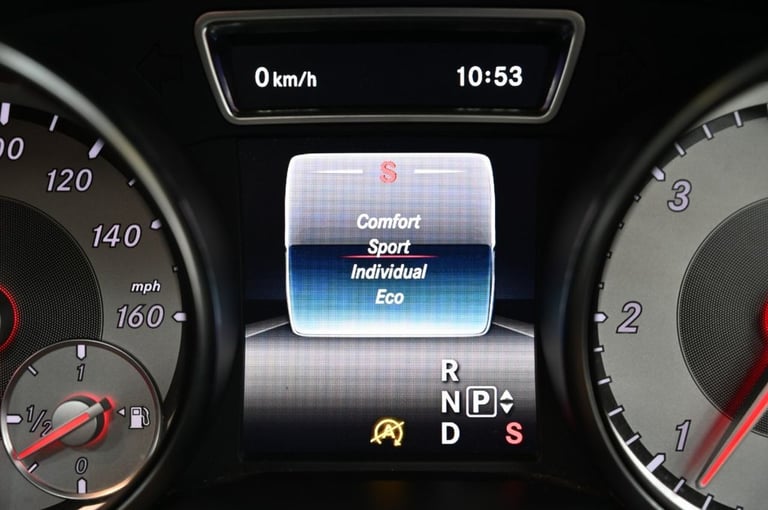 0 km/h 10:53
S
Comfort
Sport
Individual
Eco
R
N P
D S
120
140
mph
160
1
1/2
0
3
2
1